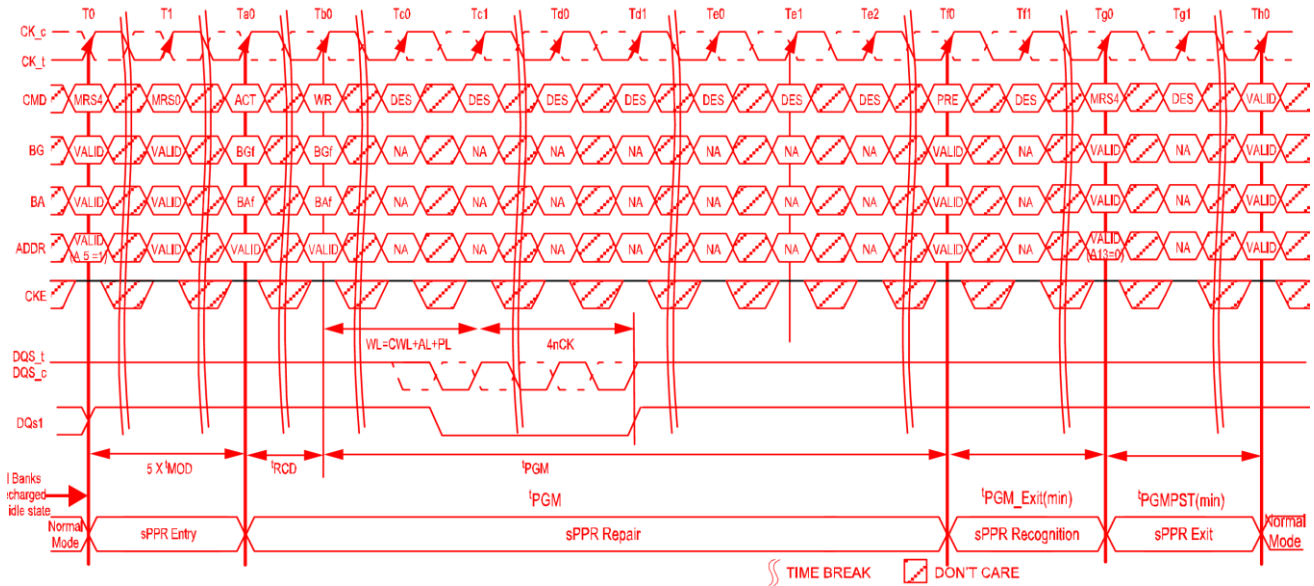 T0 T1 Ta0 Tb0 Tc0 Tc1 Td0 Td1 Te0 Te1 Te2 Tf0 Tf1 Tg0 Tg1 Th0
CK_c
CK_t
CMD MRS4 MRS0 ACT WR DES DES DES DES DES DES DES PRE DES MRS4 DES VALID
BG VALID VALID BGf BGf NA NA NA NA NA NA NA VALID NA VALID NA VALID
BA VALID VALID BAf BAf NA NA NA NA NA NA NA VALID NA VALID NA VALID
ADDR VALID (A 5 =1) VALID VALID VALID NA NA NA NA NA NA NA VALID NA VALID (A13=0) NA VALID
CKE
WL=CWL+AL+PL 4nCK
DQS_t
DQS_c
DQs1
5 X tMOD tRCD tPGM
l Banks
echarged
idle state
tPGM tPGM_Exit(min) tPGMPST(min)
Normal Mode sPPR Entry sPPR Repair sPPR Recognition sPPR Exit Normal Mode
TIME BREAK DON'T CARE